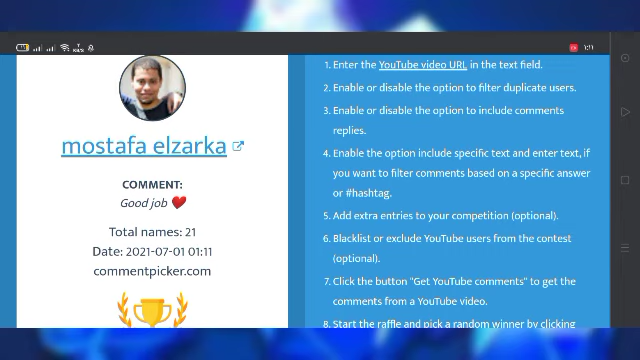 1:11
mostafa elzarka
COMMENT:
Good job ❤️
Total names: 21
Date: 2021-07-01 01:11
commentpicker.com
1. Enter the YouTube video URL in the text field.
2. Enable or disable the option to filter duplicate users.
3. Enable or disable the option to include comments
replies.
4. Enable the option include specific text and enter text, if
you want to filter comments based on a specific answer
or #hashtag.
5. Add extra entries to your competition (optional).
6. Blacklist or exclude YouTube users from the contest
(optional).
7. Click the button "Get YouTube comments" to get the
comments from a YouTube video.
8. Start the raffle and pick a random winner by clicking